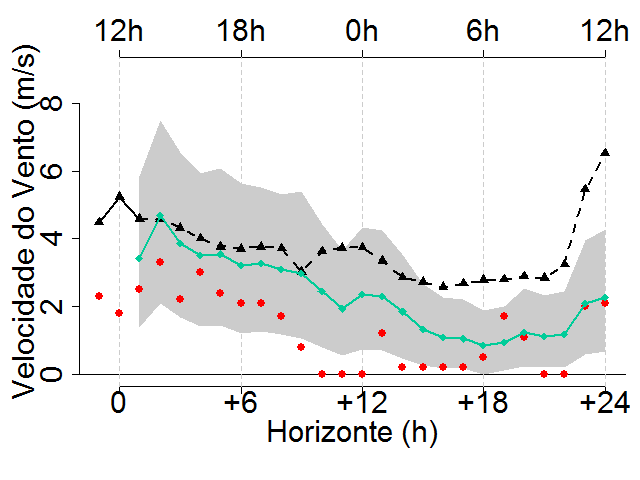 12h 18h 0h 6h 12h
Velocidade do Vento (m/s)
8
6
4
2
0
0 +6 +12 +18 +24
Horizonte (h)